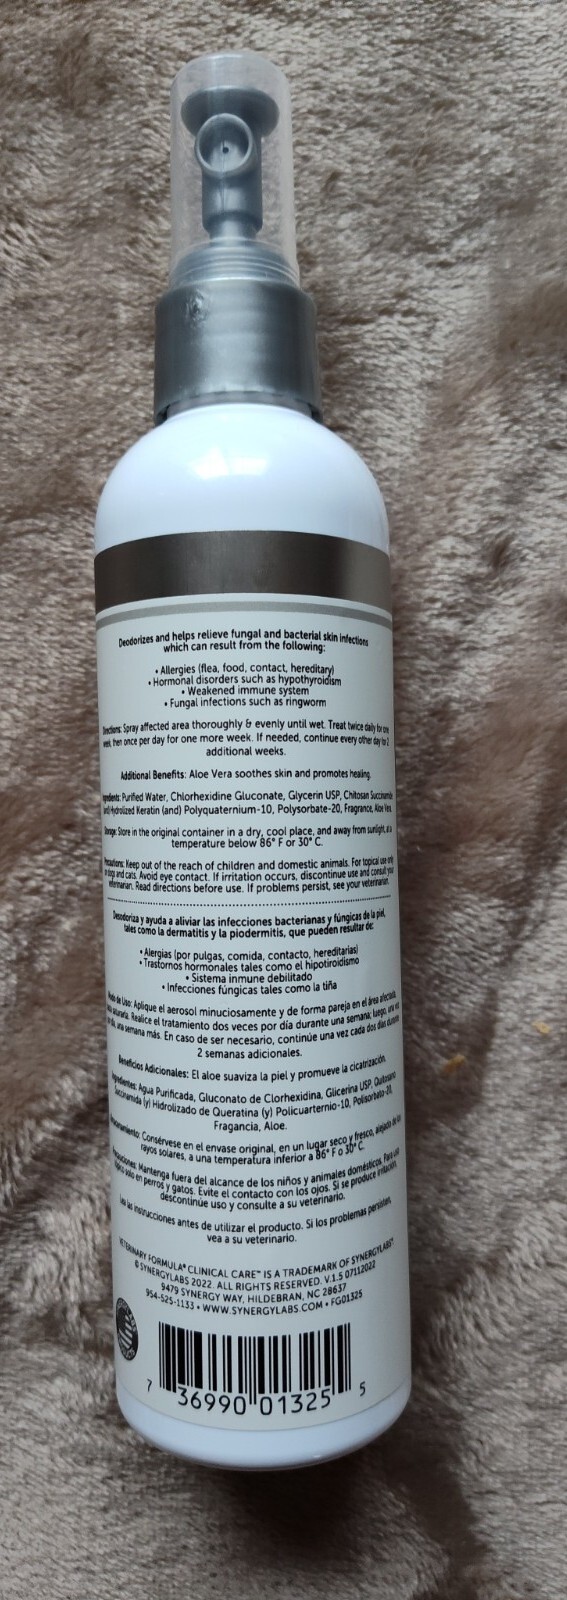 Deodorizes and helps relieve fungal and bacterial skin infections
which can result from the following:
• Allergies (flea, food, contact, hereditary)
• Hormonal disorders such as hypothyroidism
• Weakened immune system
• Fungal infections such as ringworm
Directions: Spray affected area thoroughly & evenly until wet. Treat twice daily for one
week, then once per day for one more week. If needed, continue every other day for 2
additional weeks.
Additional Benefits: Aloe Vera soothes skin and promotes healing.
Ingredients: Purified Water, Chlorhexidine Gluconate, Glycerin USP, Chitosan Succinamide
(and) Hydrolized Keratin (and) Polyquaternium-10, Polysorbate-20, Fragrance, Aloe Vera.
Storage: Store in the original container in a dry, cool place, and away from sunlight, at a
temperature below 86° F or 30° C.
Precautions: Keep out of the reach of children and domestic animals. For topical use only
on dogs and cats. Avoid eye contact. If irritation occurs, discontinue use and consult your
veterinarian. Read directions before use. If problems persist, see your veterinarian.
Desodoriza y ayuda a aliviar las infecciones bacterianas y fúngicas de la piel,
tales como la dermatitis y la piodermitis, que pueden resultar de:
• Alergias (por pulgas, comida, contacto, hereditarias)
• Trastornos hormonales tales como el hipotiroidismo
• Sistema inmune debilitado
• Infecciones fúngicas tales como la tiña
Modo de Uso: Aplique el aerosol minuciosamente y de forma pareja en el área afectada,
hasta saturarla. Realice el tratamiento dos veces por día durante una semana; luego, una vez
por día, una semana más. En caso de ser necesario, continúe una vez cada dos días durante
2 semanas adicionales.
Beneficios Adicionales: El aloe suaviza la piel y promueve la cicatrización.
Ingredientes: Agua Purificada, Gluconato de Clorhexidina, Glicerina USP, Quitosano
Succinamida (y) Hidrolizado de Queratina (y) Policuarternio-10, Polisorbato-20,
Fragancia, Aloe.
Almacenamiento: Consérvese en el envase original, en un lugar seco y fresco, alejado de los
rayos solares, a una temperatura inferior a 86° F o 30° C.
Precauciones: Mantenga fuera del alcance de los niños y animales domésticos. Para uso
tópico solo en perros y gatos. Evite el contacto con los ojos. Si se produce irritación,
descontinúe uso y consulte a su veterinario.
Lea las instrucciones antes de utilizar el producto. Si los problemas persisten,
vea a su veterinario.
VETERINARY FORMULA® CLINICAL CARE™ IS A TRADEMARK OF SYNERGYLABS®
© SYNERGYLABS 2022. ALL RIGHTS RESERVED. V.1.5 07112022
9479 SYNERGY WAY, HILDEBRAN, NC 28637
954-525-1133 • WWW.SYNERGYLABS.COM • FG01325
7 36990 01325 5